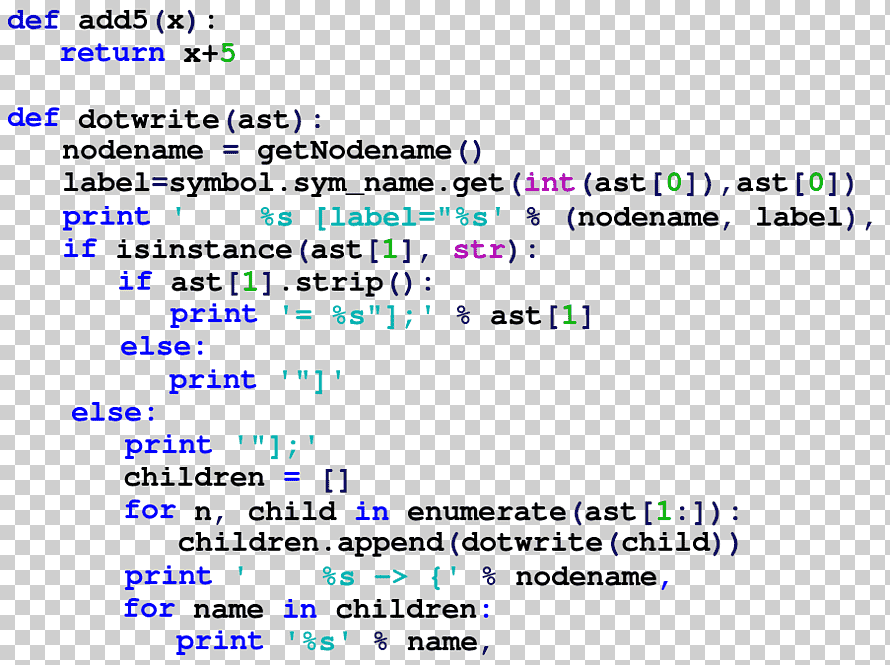 def add5(x):
    return x+5

def dotwrite(ast):
    nodename = getNodename()
    label=symbol.sym_name.get(int(ast[0]),ast[0])
    print '    %s [label="%s' % (nodename, label),
    if isinstance(ast[1], str):
        if ast[1].strip():
            print '= %s"];' % ast[1]
        else:
            print '"]'
    else:
        print '"];'
        children = []
        for n, child in enumerate(ast[1:]):
            children.append(dotwrite(child))
        print '    %s -> {' % nodename,
        for name in children:
            print '%s' % name,